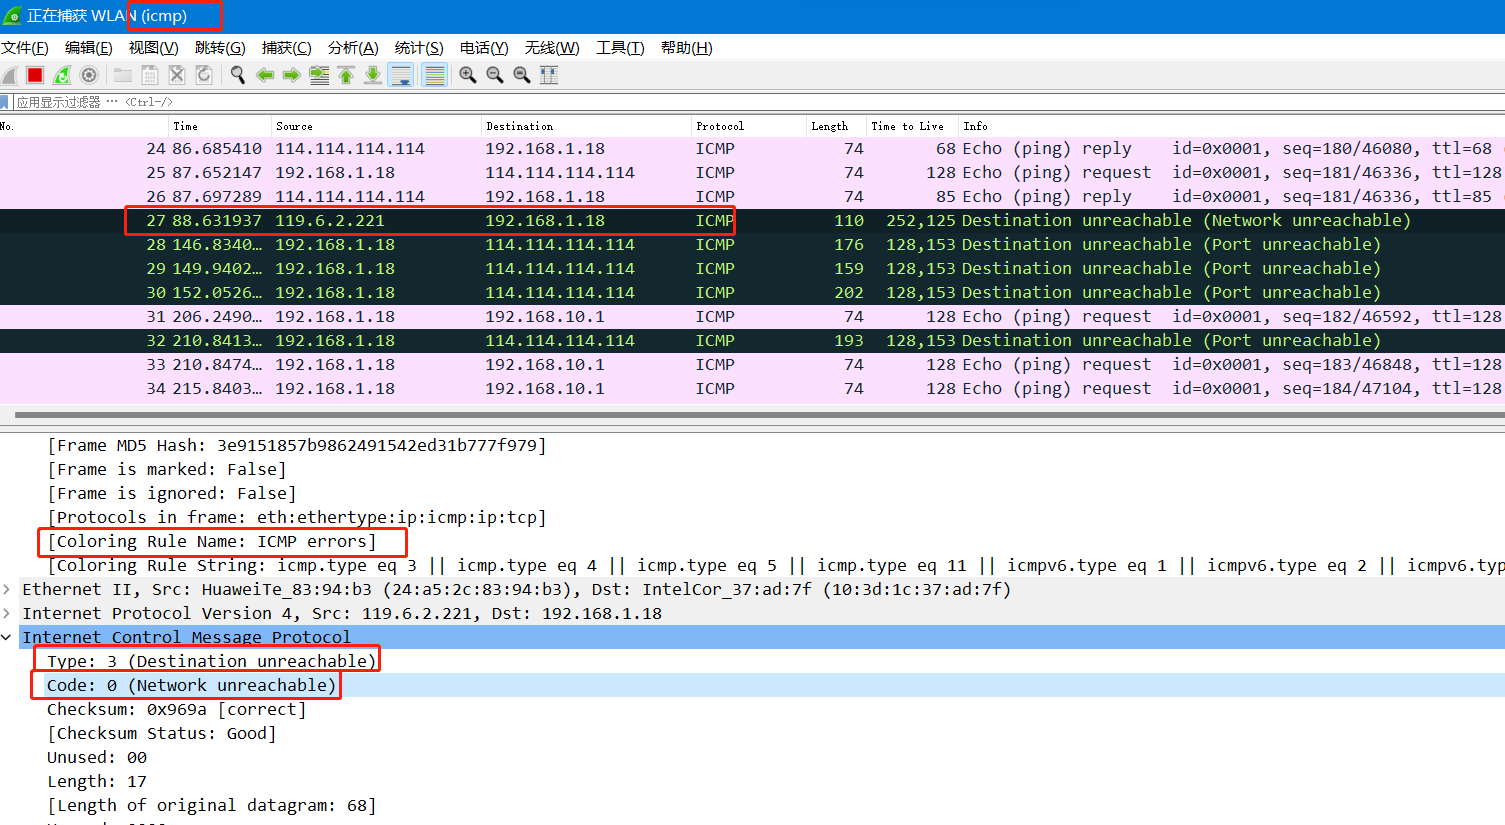 正在捕获 WLAN (icmp)
文件(F) 编辑(E) 视图(V) 跳转(G) 捕获(C) 分析(A) 统计(S) 电话(Y) 无线(W) 工具(T) 帮助(H)
应用显示过滤器 … <Ctrl-/>
No. Time Source Destination Protocol Length Time to Live Info
24 86.685410 114.114.114.114 192.168.1.18 ICMP 74 68 Echo (ping) reply id=0x0001, seq=180/46080, ttl=68
25 87.652147 192.168.1.18 114.114.114.114 ICMP 74 128 Echo (ping) request id=0x0001, seq=181/46336, ttl=128
26 87.697289 114.114.114.114 192.168.1.18 ICMP 74 85 Echo (ping) reply id=0x0001, seq=181/46336, ttl=85
27 88.631937 119.6.2.221 192.168.1.18 ICMP 110 252,125 Destination unreachable (Network unreachable)
28 146.8340… 192.168.1.18 114.114.114.114 ICMP 176 128,153 Destination unreachable (Port unreachable)
29 149.9402… 192.168.1.18 114.114.114.114 ICMP 159 128,153 Destination unreachable (Port unreachable)
30 152.0526… 192.168.1.18 114.114.114.114 ICMP 202 128,153 Destination unreachable (Port unreachable)
31 206.2490… 192.168.1.18 192.168.10.1 ICMP 74 128 Echo (ping) request id=0x0001, seq=182/46592, ttl=128
32 210.8413… 192.168.1.18 114.114.114.114 ICMP 193 128,153 Destination unreachable (Port unreachable)
33 210.8474… 192.168.1.18 192.168.10.1 ICMP 74 128 Echo (ping) request id=0x0001, seq=183/46848, ttl=128
34 215.8403… 192.168.1.18 192.168.10.1 ICMP 74 128 Echo (ping) request id=0x0001, seq=184/47104, ttl=128
[Frame MD5 Hash: 3e9151857b9862491542ed31b777f979]
[Frame is marked: False]
[Frame is ignored: False]
[Protocols in frame: eth:ethertype:ip:icmp:ip:tcp]
[Coloring Rule Name: ICMP errors]
[Coloring Rule String: icmp.type eq 3 || icmp.type eq 4 || icmp.type eq 5 || icmp.type eq 11 || icmpv6.type eq 1 || icmpv6.type eq 2 || icmpv6.typ
Ethernet II, Src: HuaweiTe_83:94:b3 (24:a5:2c:83:94:b3), Dst: IntelCor_37:ad:7f (10:3d:1c:37:ad:7f)
Internet Protocol Version 4, Src: 119.6.2.221, Dst: 192.168.1.18
Internet Control Message Protocol
Type: 3 (Destination unreachable)
Code: 0 (Network unreachable)
Checksum: 0x969a [correct]
[Checksum Status: Good]
Unused: 00
Length: 17
[Length of original datagram: 68]